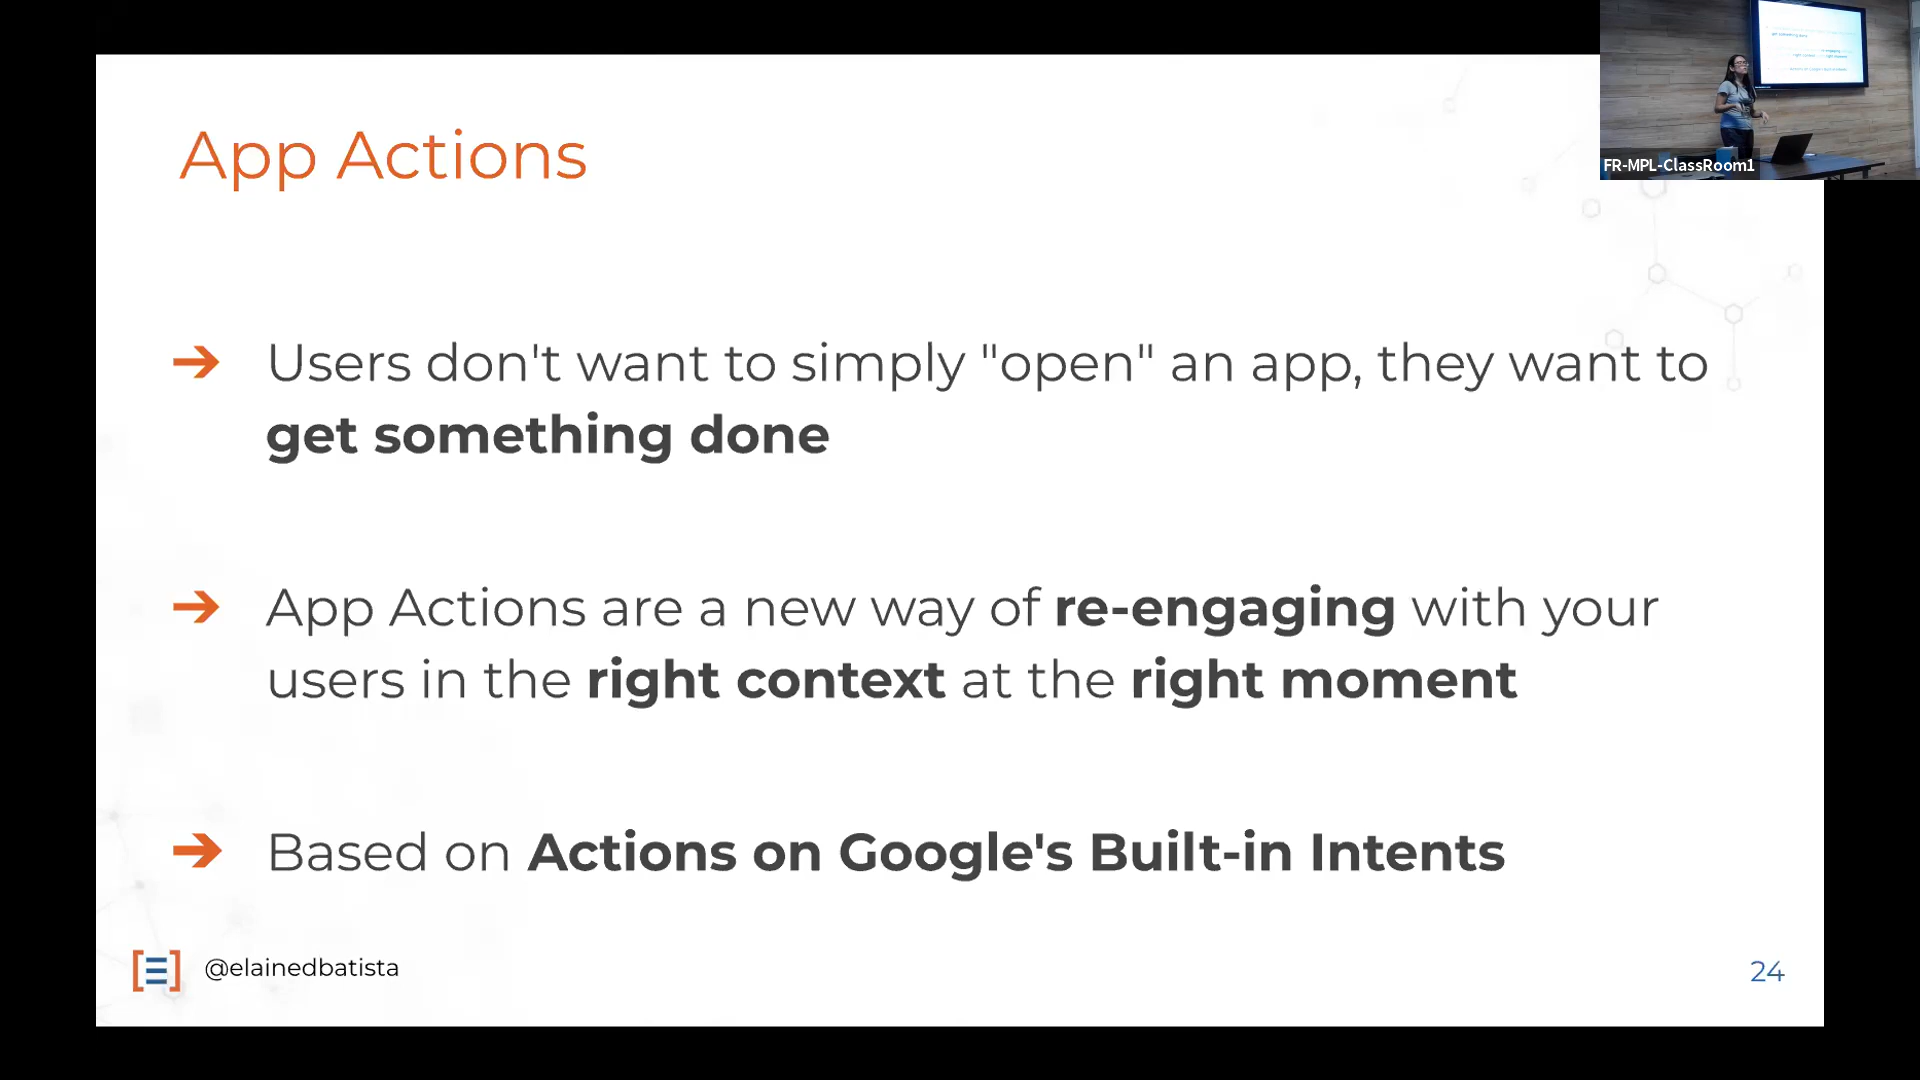 App Actions
FR-MPL-ClassRoom1
➔ Users don't want to simply "open" an app, they want to
get something done
➔ App Actions are a new way of re-engaging with your
users in the right context at the right moment
➔ Based on Actions on Google's Built-in Intents
@elainedbatista
24